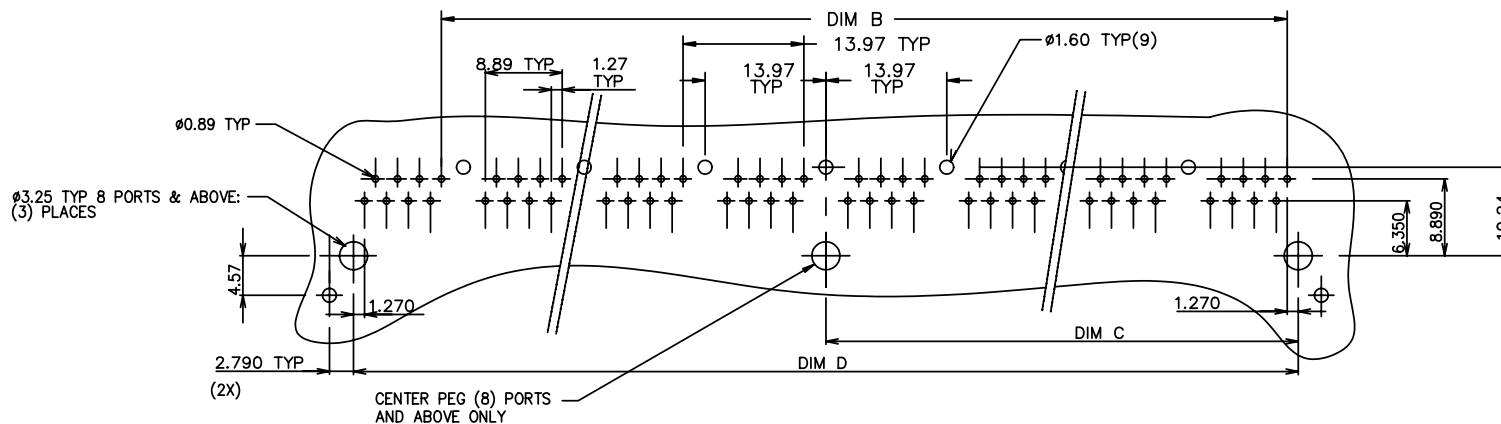 DIM B
13.97 TYP
ø1.60 TYP(9)
8.89 TYP
1.27
TYP
13.97
TYP
13.97
TYP
ø0.89 TYP
ø3.25 TYP 8 PORTS & ABOVE:
(3) PLACES
4.57
1.270
6.350
8.890
1.270
DIM C
2.790 TYP
(2X)
DIM D
CENTER PEG (8) PORTS
AND ABOVE ONLY